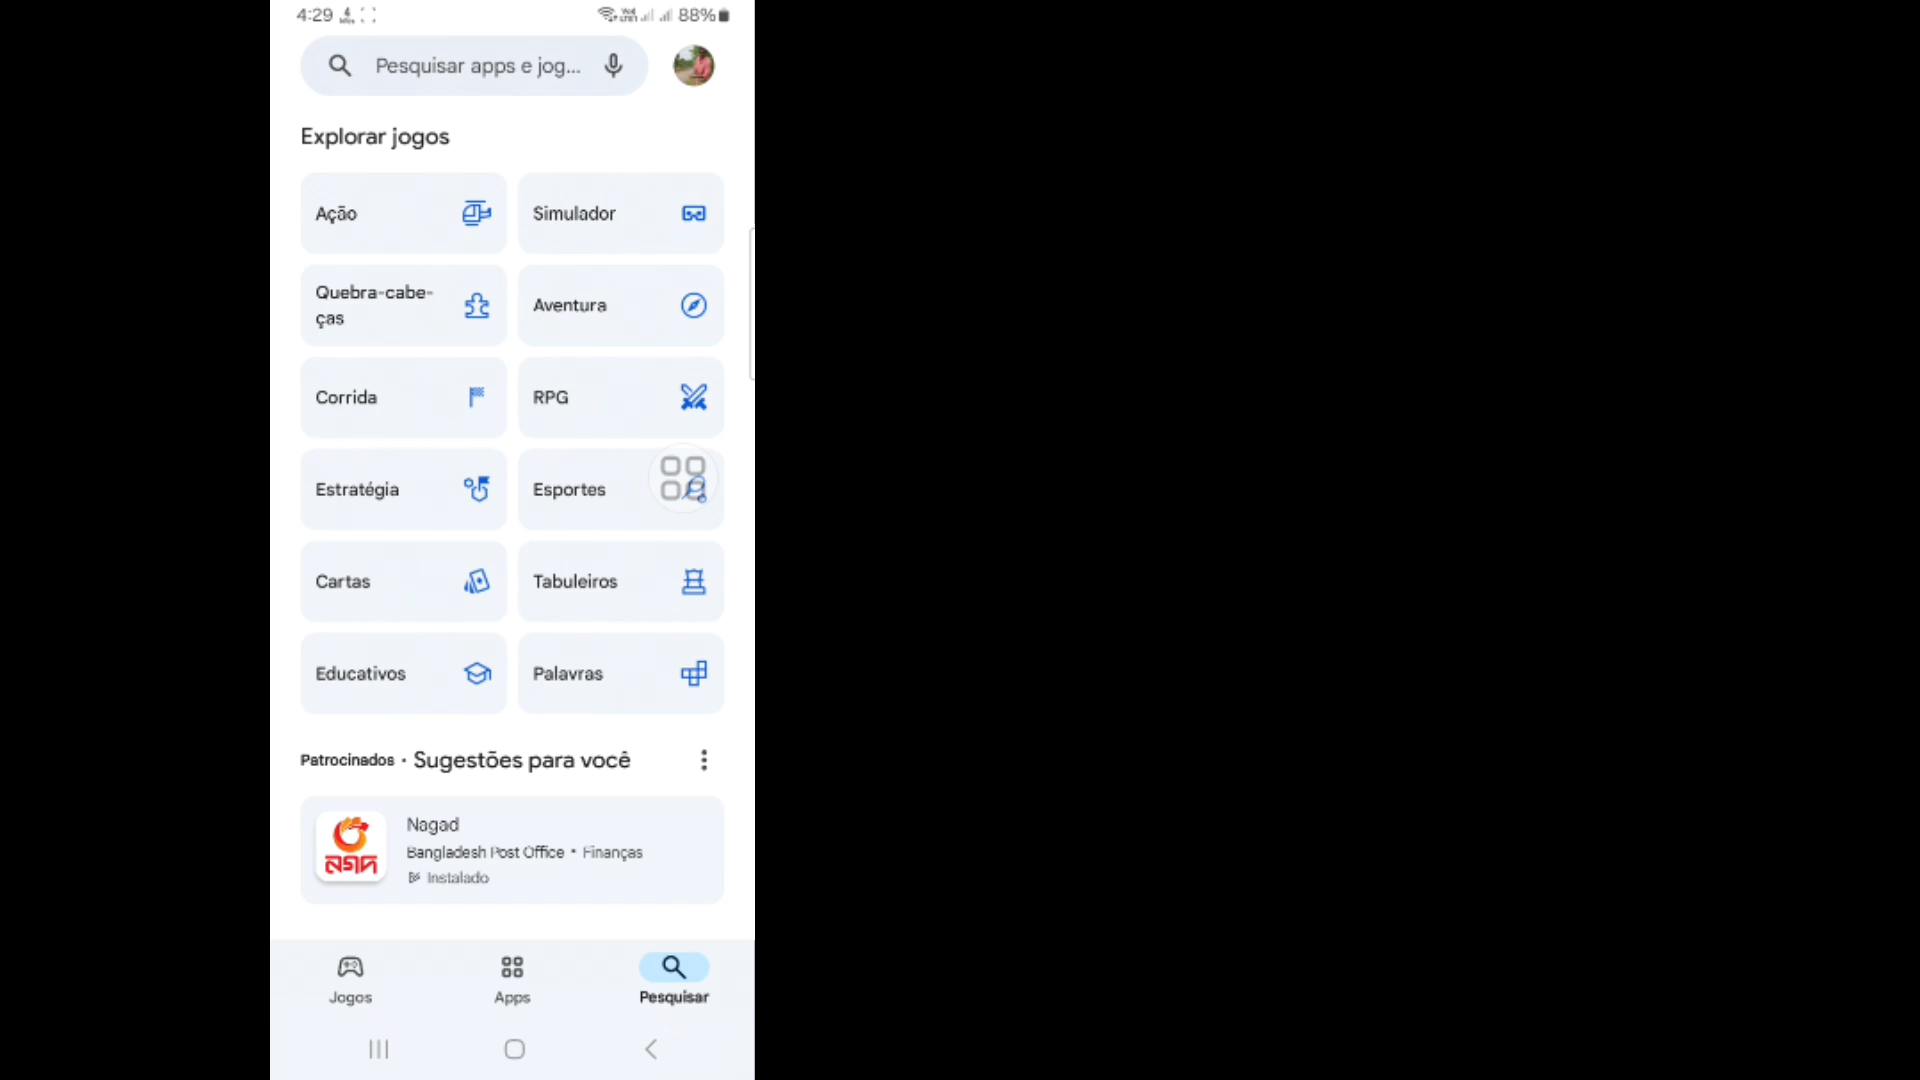 4:29
88%
Pesquisar apps e jog...
Explorar jogos
Ação
Simulador
Quebra-cabe-
ças
Aventura
Corrida
RPG
Estratégia
Esportes
Cartas
Tabuleiros
Educativos
Palavras
Patrocinados • Sugestões para você
নগদ
Nagad
Bangladesh Post Office • Finanças
Instalado
Jogos
Apps
Pesquisar